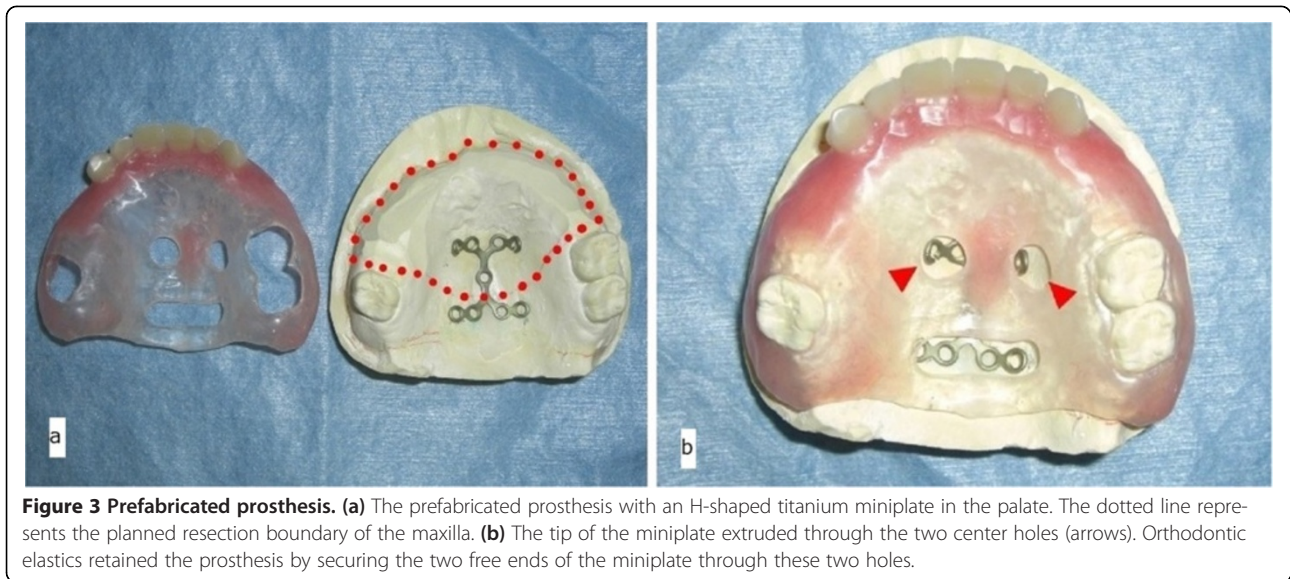 a
b
Figure 3 Prefabricated prosthesis. (a) The prefabricated prosthesis with an H-shaped titanium miniplate in the palate. The dotted line repre-
sents the planned resection boundary of the maxilla. (b) The tip of the miniplate extruded through the two center holes (arrows). Orthodontic
elastics retained the prosthesis by securing the two free ends of the miniplate through these two holes.